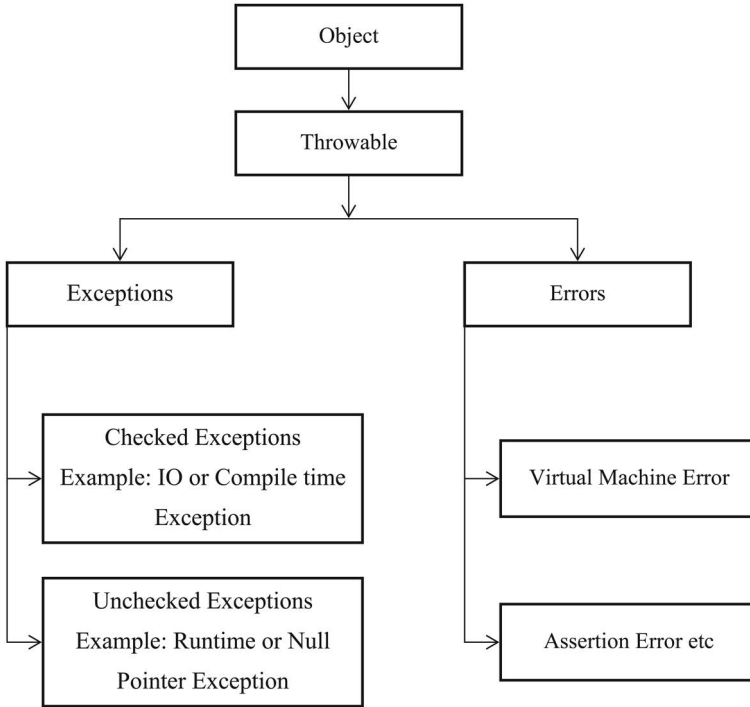 Object
Throwable
Exceptions
Errors
Checked Exceptions
Example: IO or Compile time
Exception
Virtual Machine Error
Unchecked Exceptions
Example: Runtime or Null
Pointer Exception
Assertion Error etc